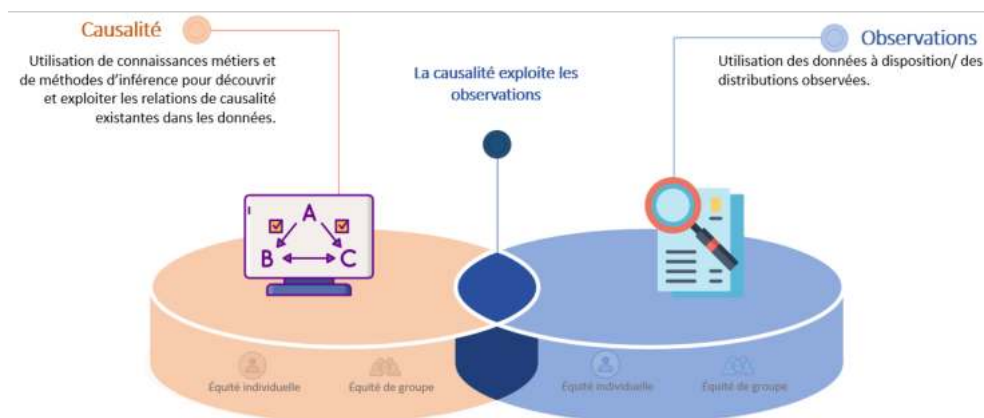 Causalité
Utilisation de connaissances métiers et
de méthodes d'inférence pour découvrir
et exploiter les relations de causalité
existantes dans les données.
La causalité exploite les
observations
Observations
Utilisation des données à disposition/ des
distributions observées.
A
B
C
Équité individuelle
Équité de groupe
Équité individuelle
Équité de groupe